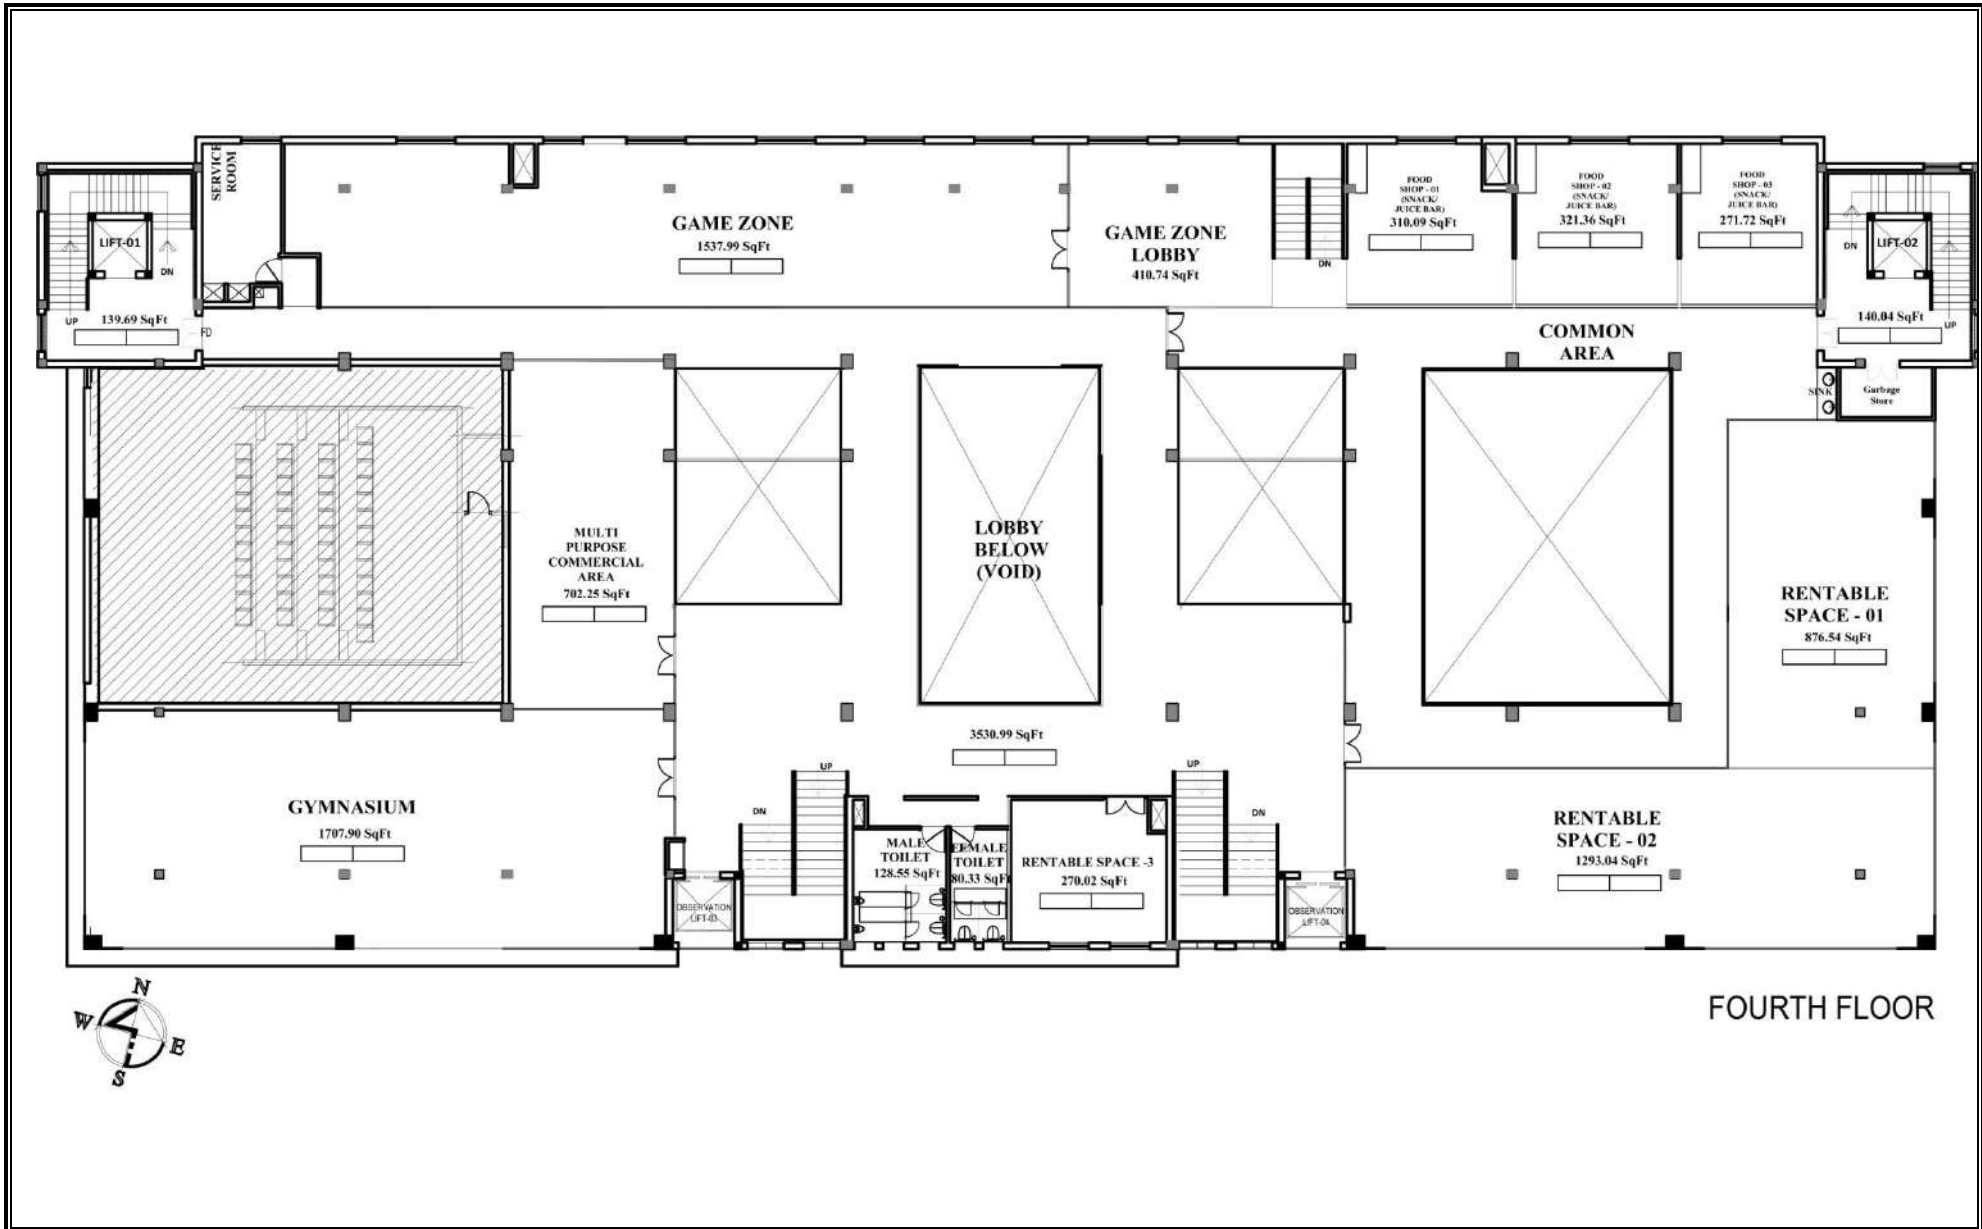 SERVICE
ROOM
LIFT-01
DN
UP
139.69 SqFt
FD
GAME ZONE
1537.99 SqFt
GAME ZONE
LOBBY
410.74 SqFt
DN
FOOD
SHOP - 01
(SNACK/
JUICE BAR)
310.09 SqFt
FOOD
SHOP - 02
(SNACK/
JUICE BAR)
321.36 SqFt
FOOD
SHOP - 03
(SNACK/
JUICE BAR)
271.72 SqFt
LIFT-02
DN
UP
140.04 SqFt
COMMON
AREA
SINK
Garbage
Store
MULTI
PURPOSE
COMMERCIAL
AREA
702.25 SqFt
LOBBY
BELOW
(VOID)
RENTABLE
SPACE - 01
876.54 SqFt
3530.99 SqFt
GYMNASIUM
1707.90 SqFt
UP
DN
MALE
TOILET
128.55 SqFt
FEMALE
TOILET
80.33 SqFt
RENTABLE SPACE -3
270.02 SqFt
UP
DN
RENTABLE
SPACE - 02
1293.04 SqFt
OBSERVATION
LIFT-03
OBSERVATION
LIFT-04
N
W
E
S
FOURTH FLOOR